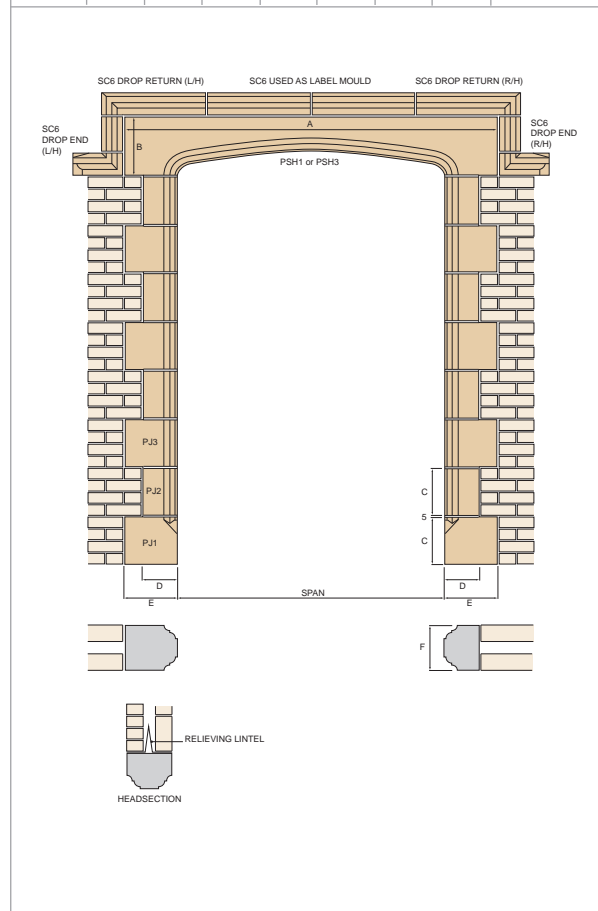 SC6 DROP RETURN (L/H)
SC6 USED AS LABEL MOULD
SC6 DROP RETURN (R/H)
SC6
DROP END
(L/H)
A
B
SC6
DROP END
(R/H)
PSH1 or PSH3
PJ3
PJ2
PJ1
C
5
C
D
E
SPAN
D
E
F
RELIEVING LINTEL
HEADSECTION